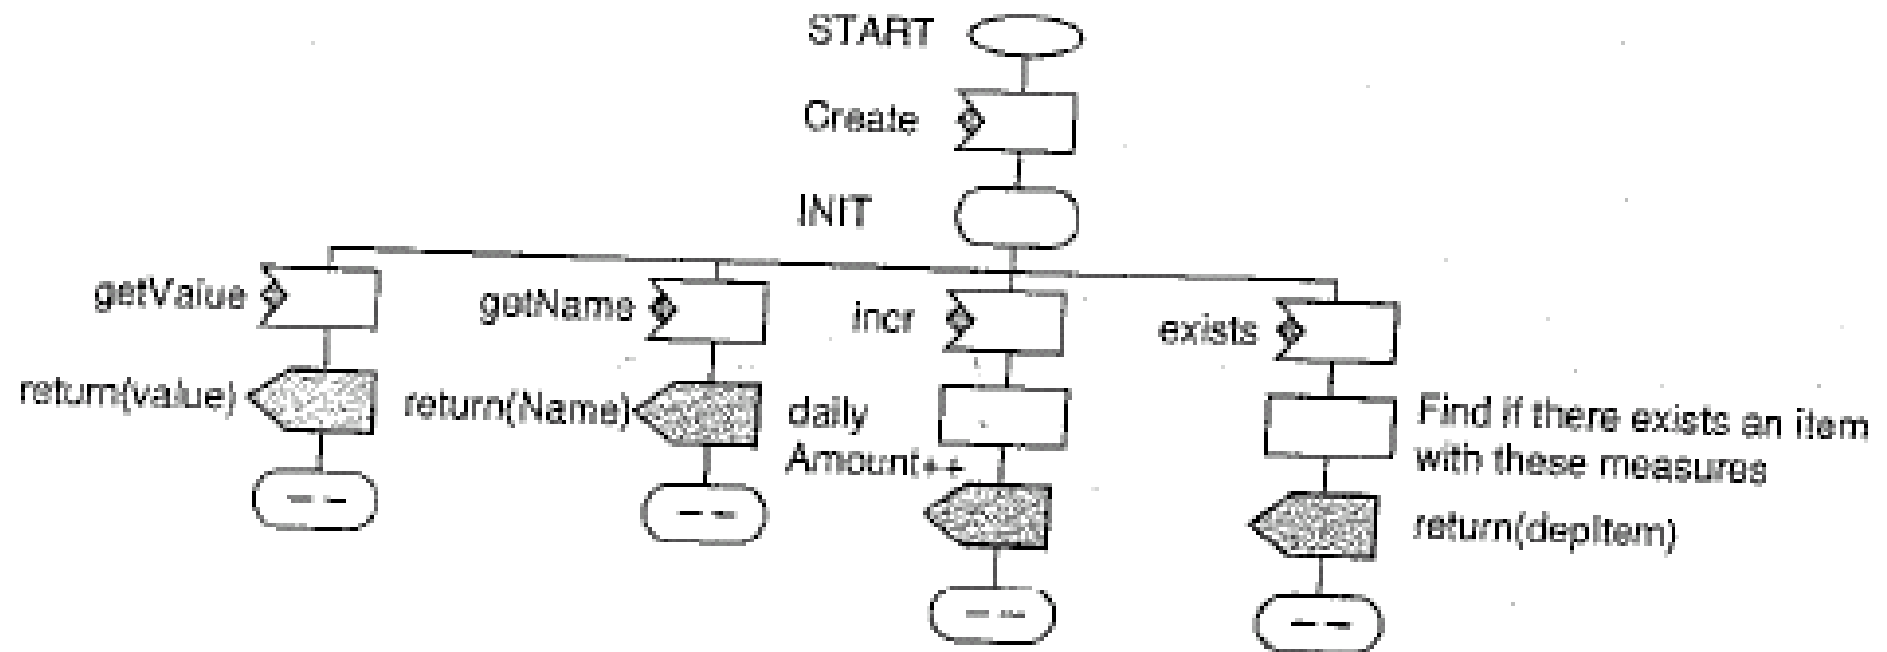 START
Create
INIT
getValue
getName
incr
exists
return(value)
return(Name)
daily
Amount++
Find if there exists an item
with these measures
return(depItem)